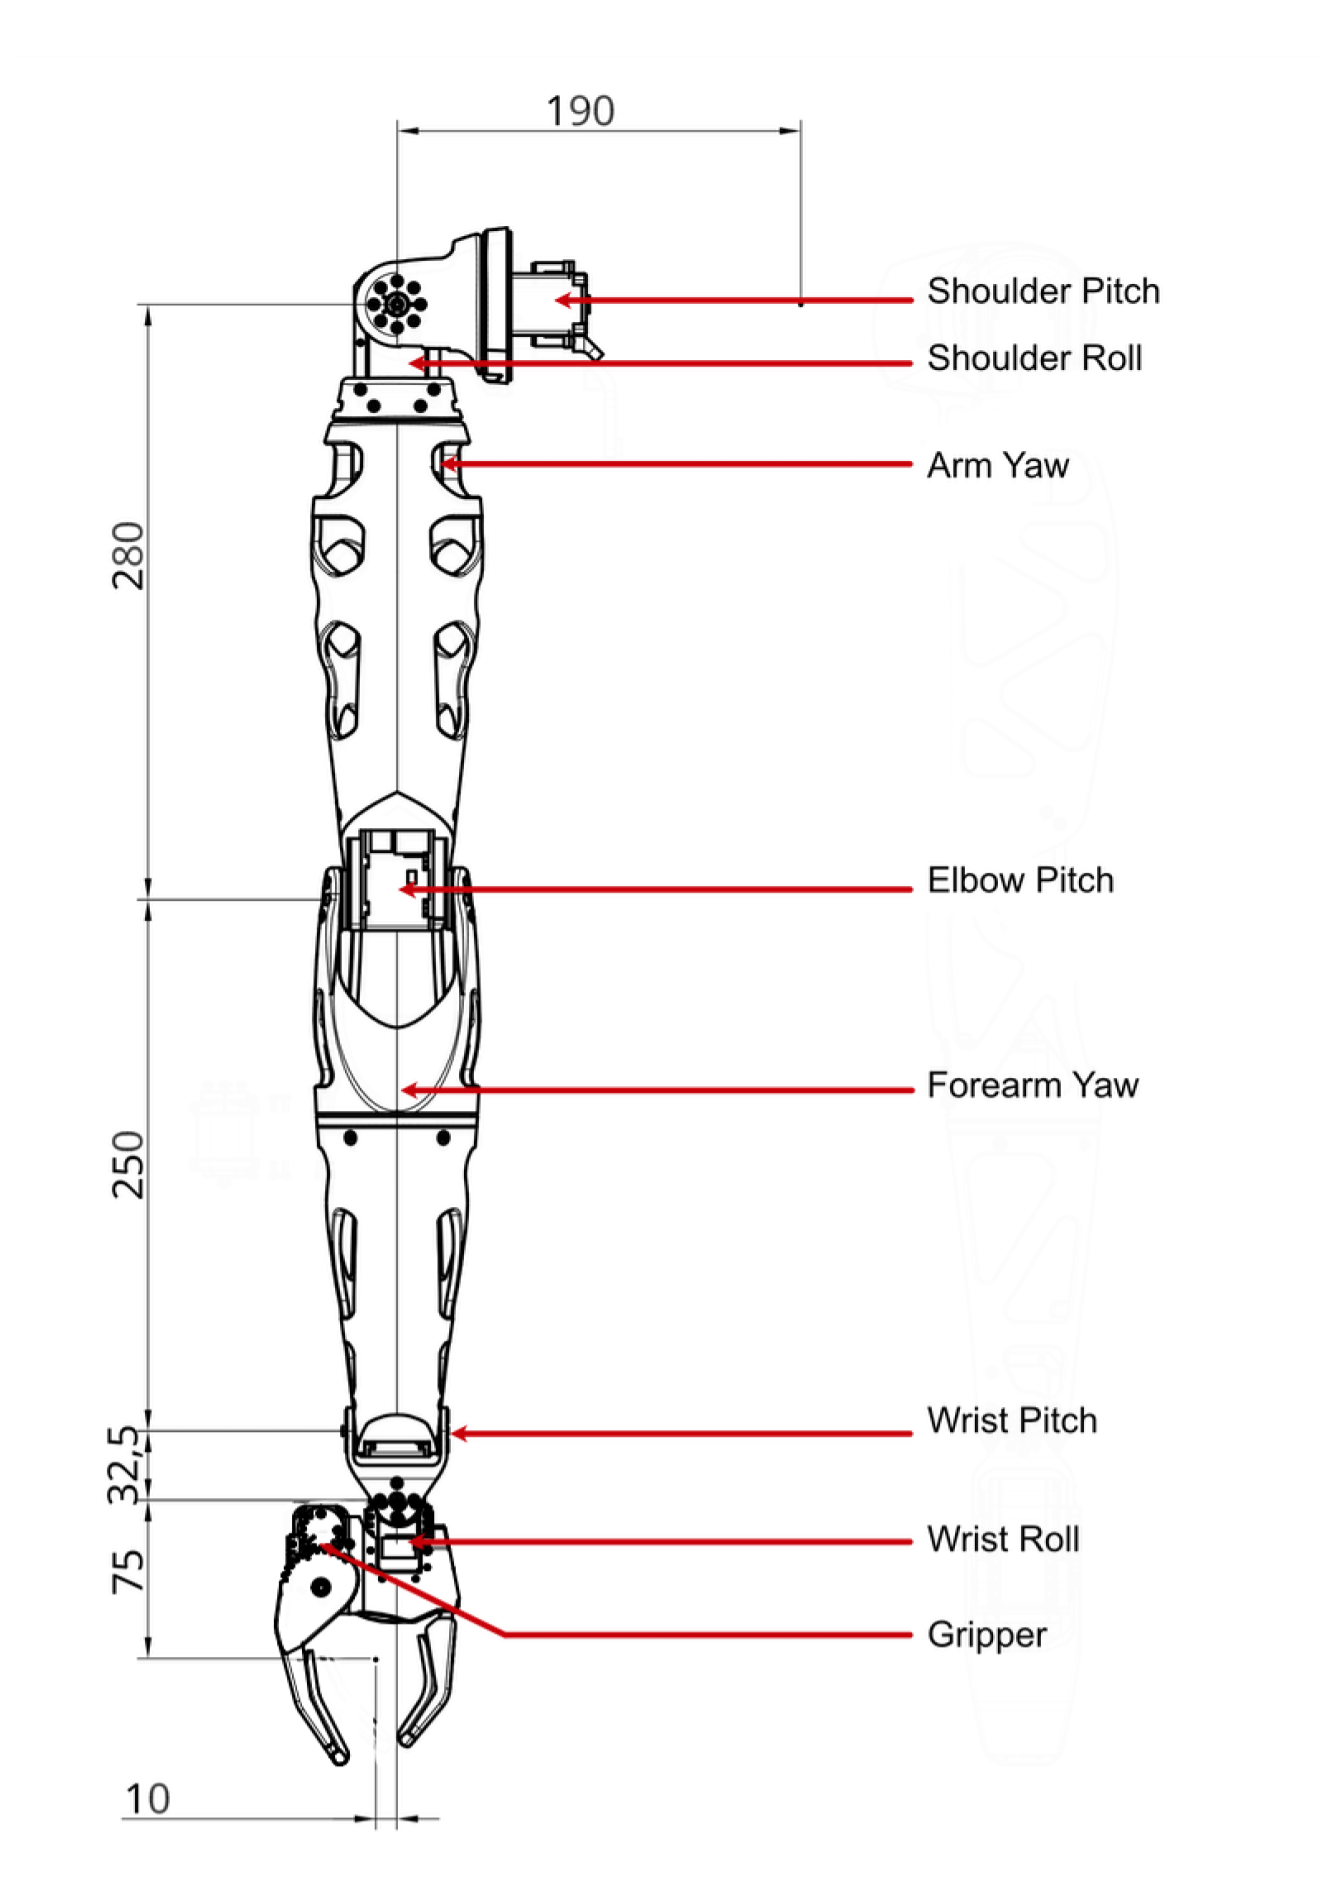 190
Shoulder Pitch
Shoulder Roll
Arm Yaw
280
Elbow Pitch
Forearm Yaw
250
Wrist Pitch
32,5
Wrist Roll
75
Gripper
10